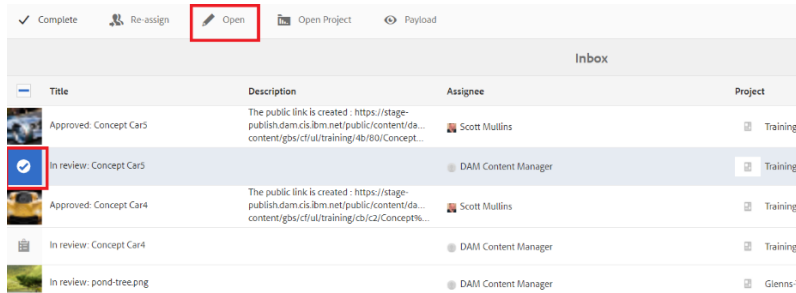 Complete Re-assign Open Open Project Payload
Inbox
Title Description Assignee Project
Approved: Concept Car5
The public link is created : https://stage-
publish.dam.cis.ibm.net/public/content/da...
content/gbs/cf/ul/training/4b/80/Concept...
Scott Mullins
Training
In review: Concept Car5
DAM Content Manager
Training
Approved: Concept Car4
The public link is created : https://stage-
publish.dam.cis.ibm.net/public/content/da...
content/gbs/cf/ul/training/cb/c2/Concept%...
Scott Mullins
Training
In review: Concept Car4
DAM Content Manager
Training
In review: pond-tree.png
DAM Content Manager
Glenns-